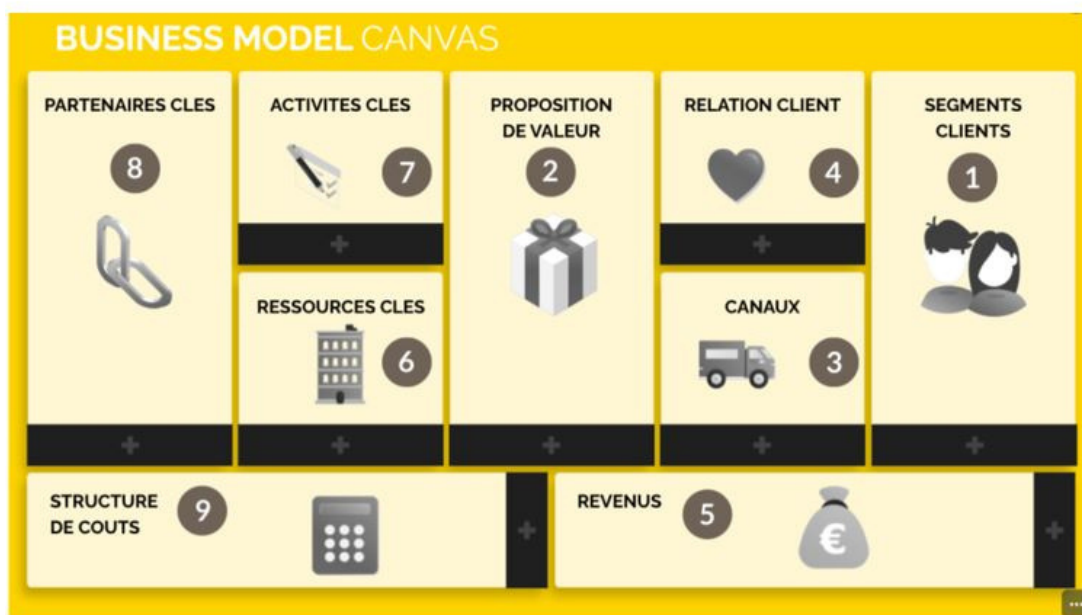 BUSINESS MODEL CANVAS
PARTENAIRES CLES
8
ACTIVITES CLES
7
RESSOURCES CLES
6
PROPOSITION
DE VALEUR
2
RELATION CLIENT
4
CANAUX
3
SEGMENTS
CLIENTS
1
STRUCTURE
DE COUTS
9
REVENUS
5
€